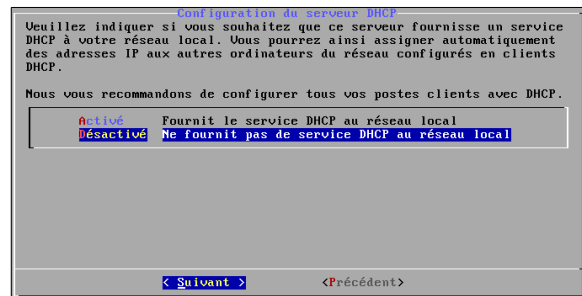 Configuration du serveur DHCP
Veuillez indiquer si vous souhaitez que ce serveur fournisse un service
DHCP à votre réseau local. Vous pourrez ainsi assigner automatiquement
des adresses IP aux autres ordinateurs du réseau configurés en clients
DHCP.
Nous vous recommandons de configurer tous vos postes clients avec DHCP.
Activé Fournit le service DHCP au réseau local
Désactivé Ne fournit pas de service DHCP au réseau local
< Suivant > <Précédent>